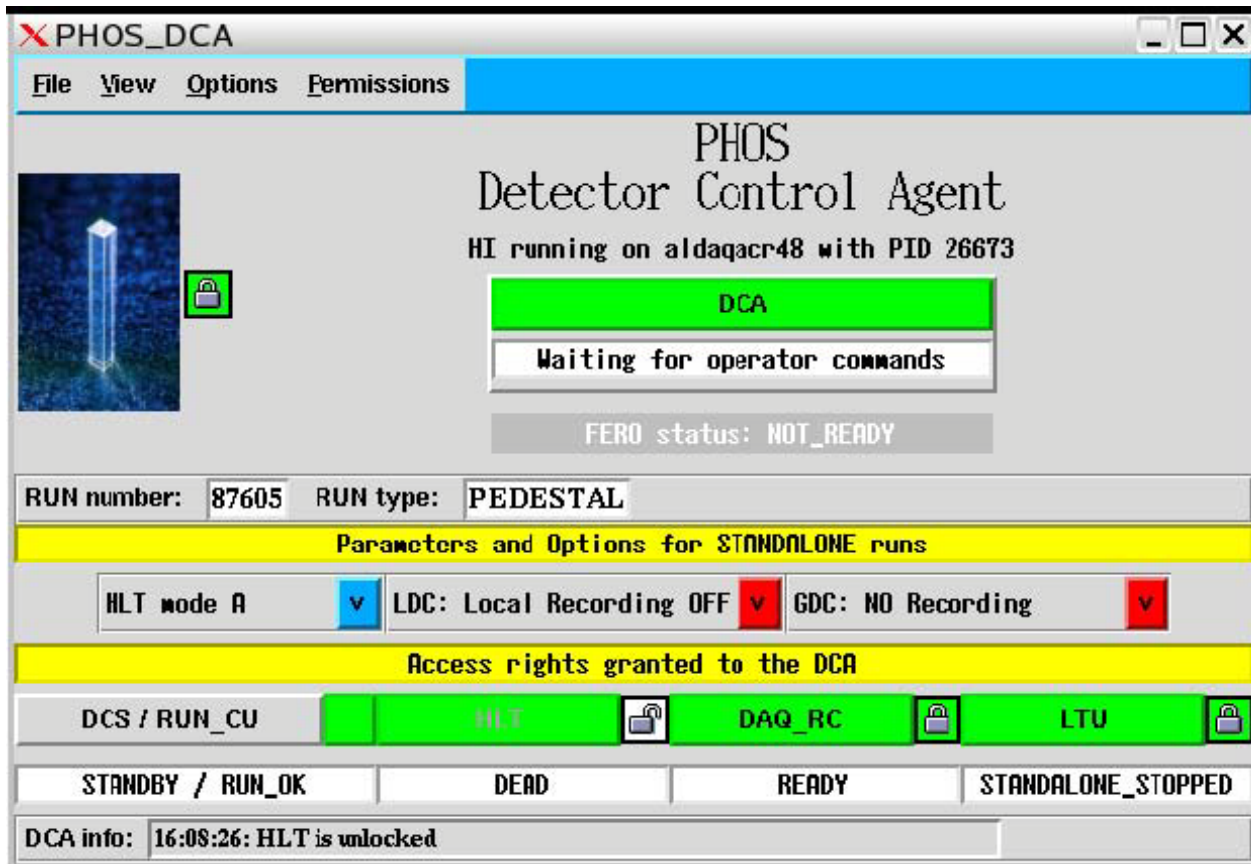 PHOS_DCA
File View Options Permissions
PHOS
Detector Control Agent
HI running on aldaqacr48 with PID 26673
DCA
Waiting for operator commands
FERO status: NOT_READY
RUN number: 87605 RUN type: PEDESTAL
Parameters and Options for STANDALONE runs
HLT mode A v LDC: Local Recording OFF v GDC: NO Recording v
Access rights granted to the DCA
DCS / RUN_CU HLT DAQ_RC LTU
STANDBY / RUN_OK DEAD READY STANDALONE_STOPPED
DCA info: 16:08:26: HLT is unlocked